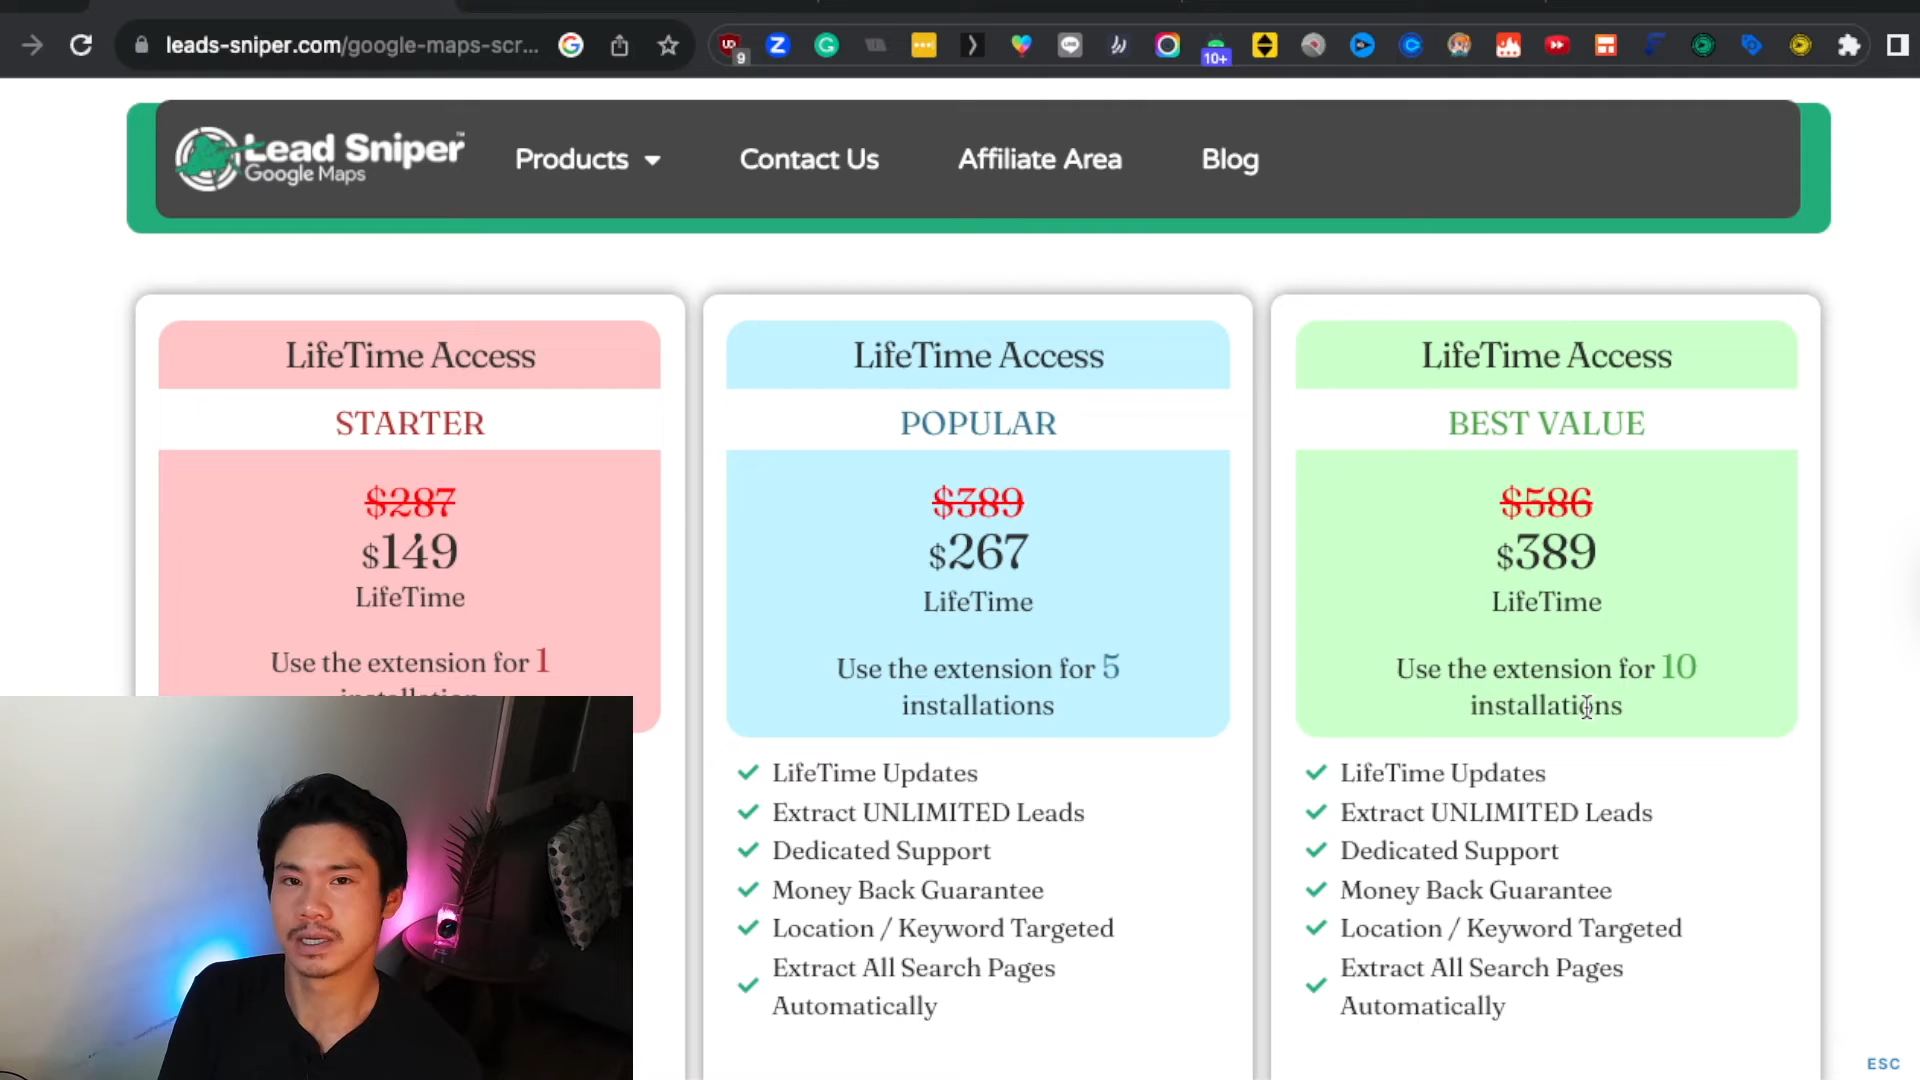 leads-sniper.com/google-maps-scr...
9
10+
Lead Sniper™
Google Maps
Products
Contact Us
Affiliate Area
Blog
LifeTime Access
STARTER
$287
$149
LifeTime
Use the extension for 1
LifeTime Access
POPULAR
$389
$267
LifeTime
Use the extension for 5
installations
LifeTime Updates
Extract UNLIMITED Leads
Dedicated Support
Money Back Guarantee
Location / Keyword Targeted
Extract All Search Pages
Automatically
LifeTime Access
BEST VALUE
$586
$389
LifeTime
Use the extension for 10
installations
LifeTime Updates
Extract UNLIMITED Leads
Dedicated Support
Money Back Guarantee
Location / Keyword Targeted
Extract All Search Pages
Automatically
ESC